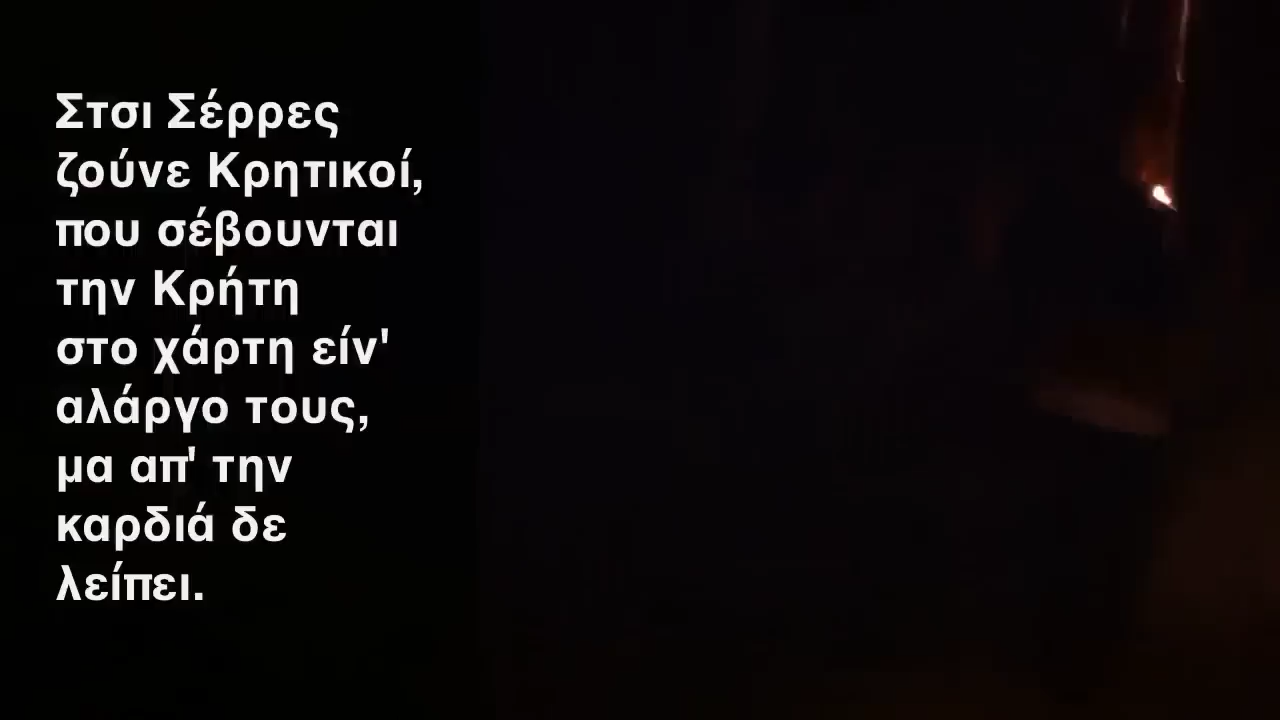 Στσι Σέρρες
ζούνε Κρητικοί,
που σέβουνται
την Κρήτη
στο χάρτη είν'
αλάργο τους,
μα απ' την
καρδιά δε
λείπει.